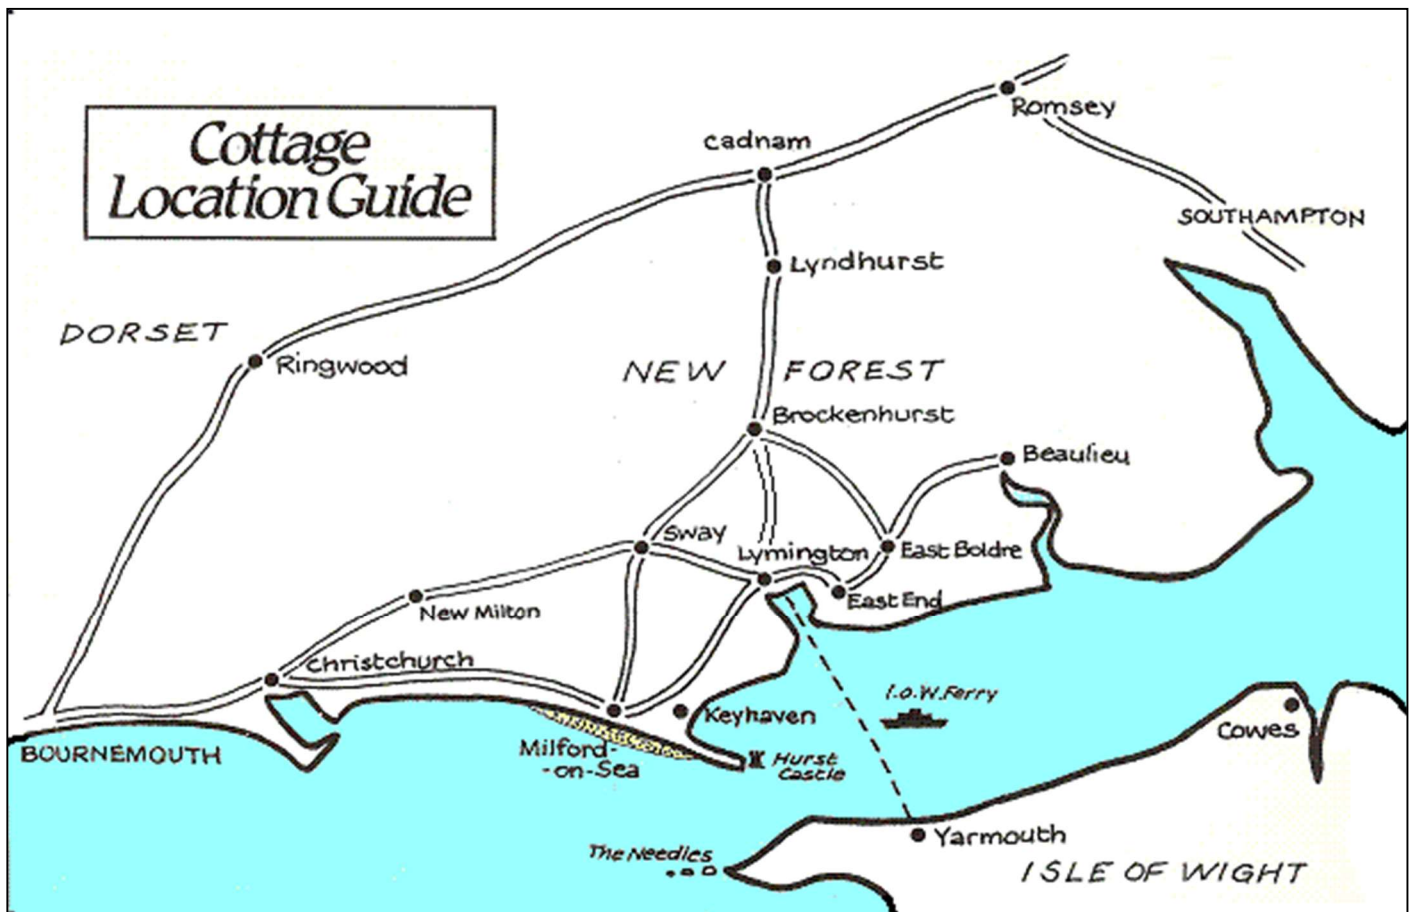 Cottage
Location Guide
Romsey
Cadnam
SOUTHAMPTON
Lyndhurst
DORSET
Ringwood
NEW FOREST
Brockenhurst
Beaulieu
Sway
Lymington
East Boldre
East End
New Milton
Christchurch
I.o.W. Ferry
Keyhaven
Cowes
BOURNEMOUTH
Milford-
-on-Sea
Hurst
Castle
Yarmouth
The Needles
ISLE OF WIGHT